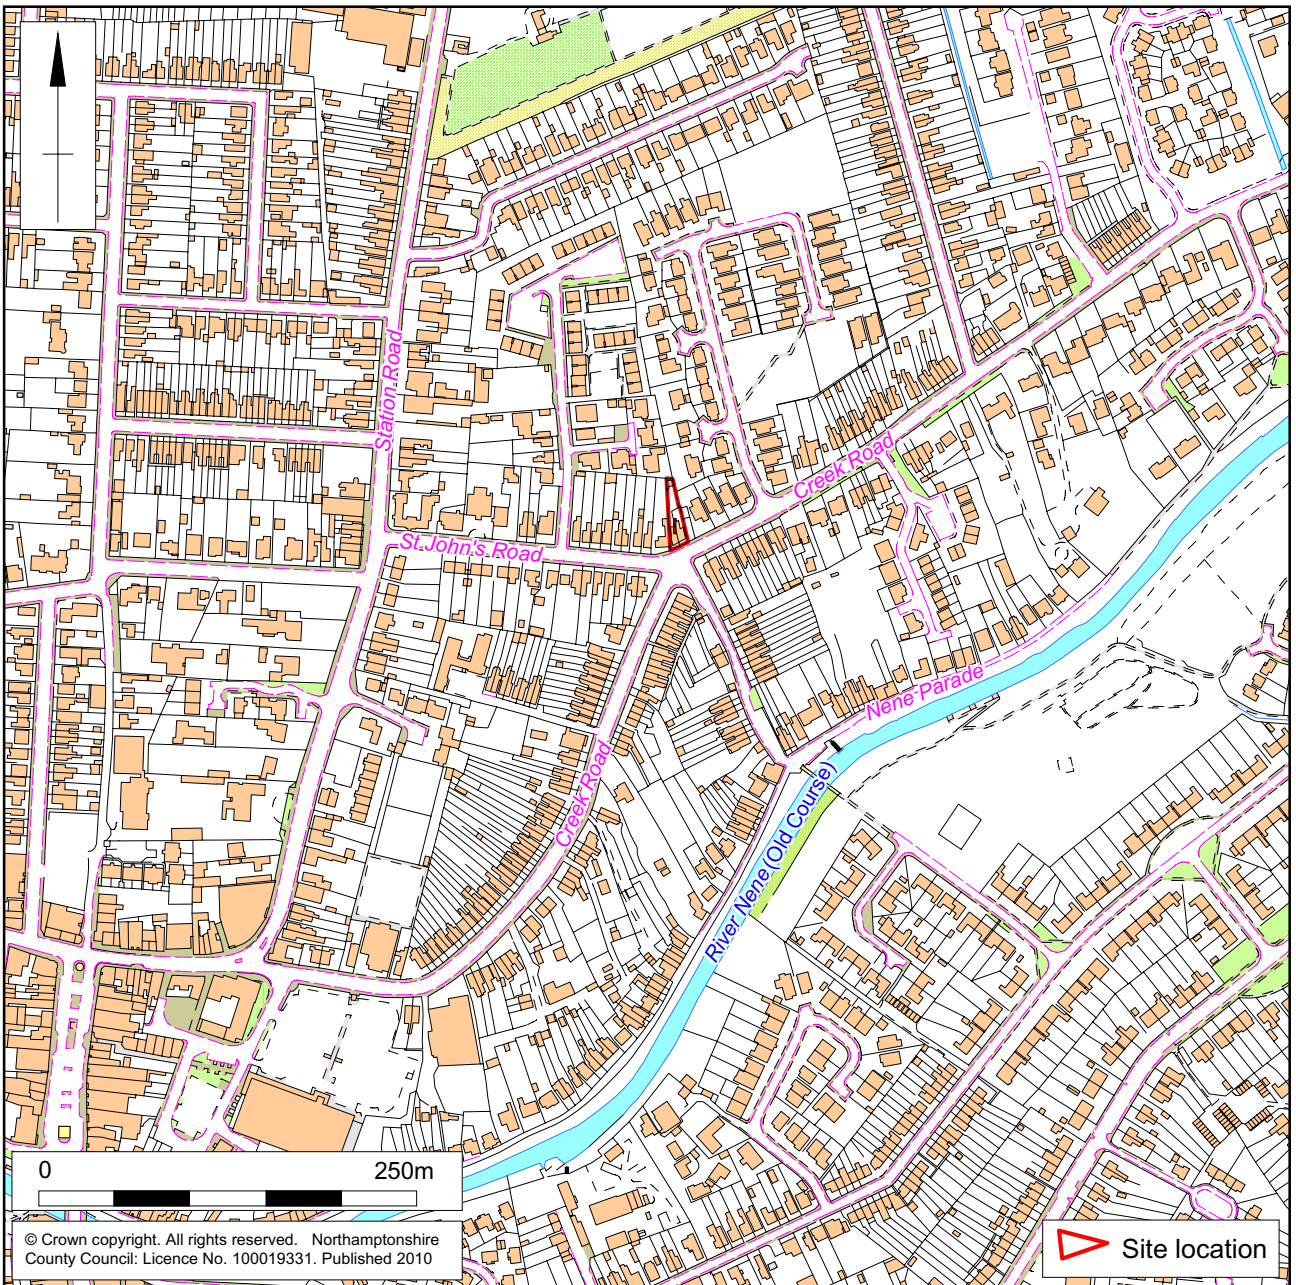 Station Road
Creek Road
St John's Road
Nene Parade
Creek Road
River Nene (Old Course)
0 250m
© Crown copyright. All rights reserved. Northamptonshire
County Council: Licence No. 100019331. Published 2010
Site location